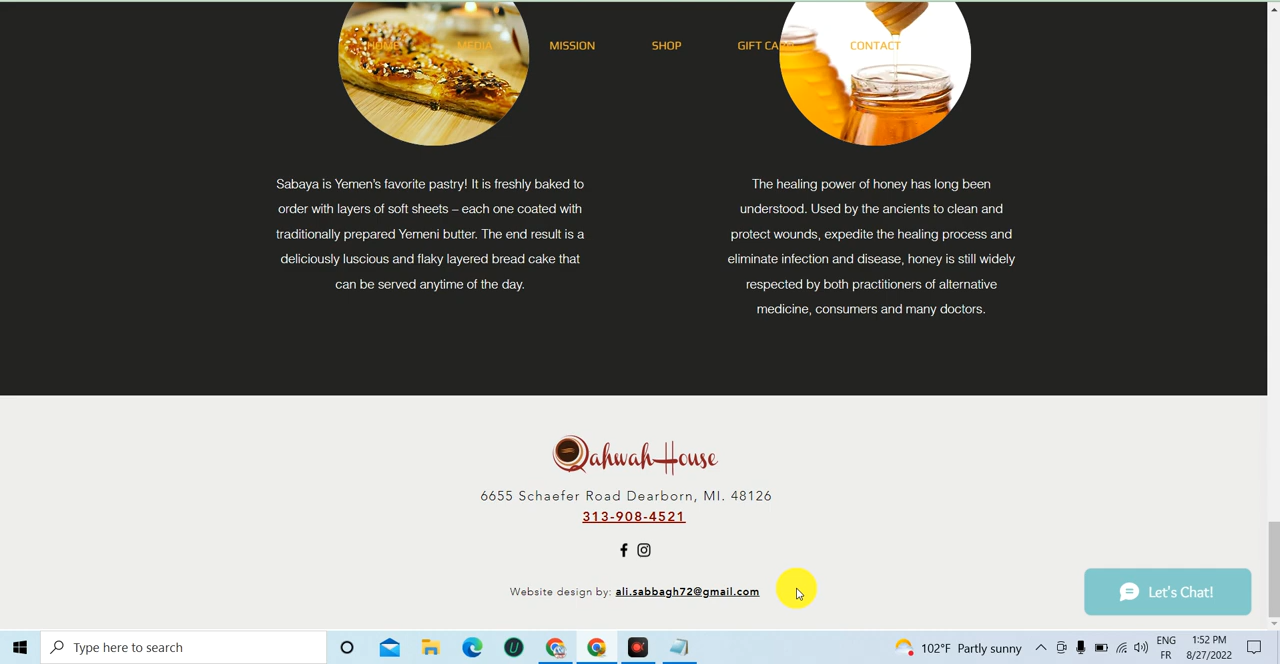 HOME MEDIA MISSION SHOP GIFT CARD CONTACT
Sabaya is Yemen's favorite pastry! It is freshly baked to
order with layers of soft sheets – each one coated with
traditionally prepared Yemeni butter. The end result is a
deliciously luscious and flaky layered bread cake that
can be served anytime of the day.
The healing power of honey has long been
understood. Used by the ancients to clean and
protect wounds, expedite the healing process and
eliminate infection and disease, honey is still widely
respected by both practitioners of alternative
medicine, consumers and many doctors.
Qahwah House
6655 Schaefer Road Dearborn, MI. 48126
313-908-4521
Website design by: ali.sabbagh72@gmail.com
Let's Chat!
Type here to search
102°F Partly sunny
ENG
FR
1:52 PM
8/27/2022